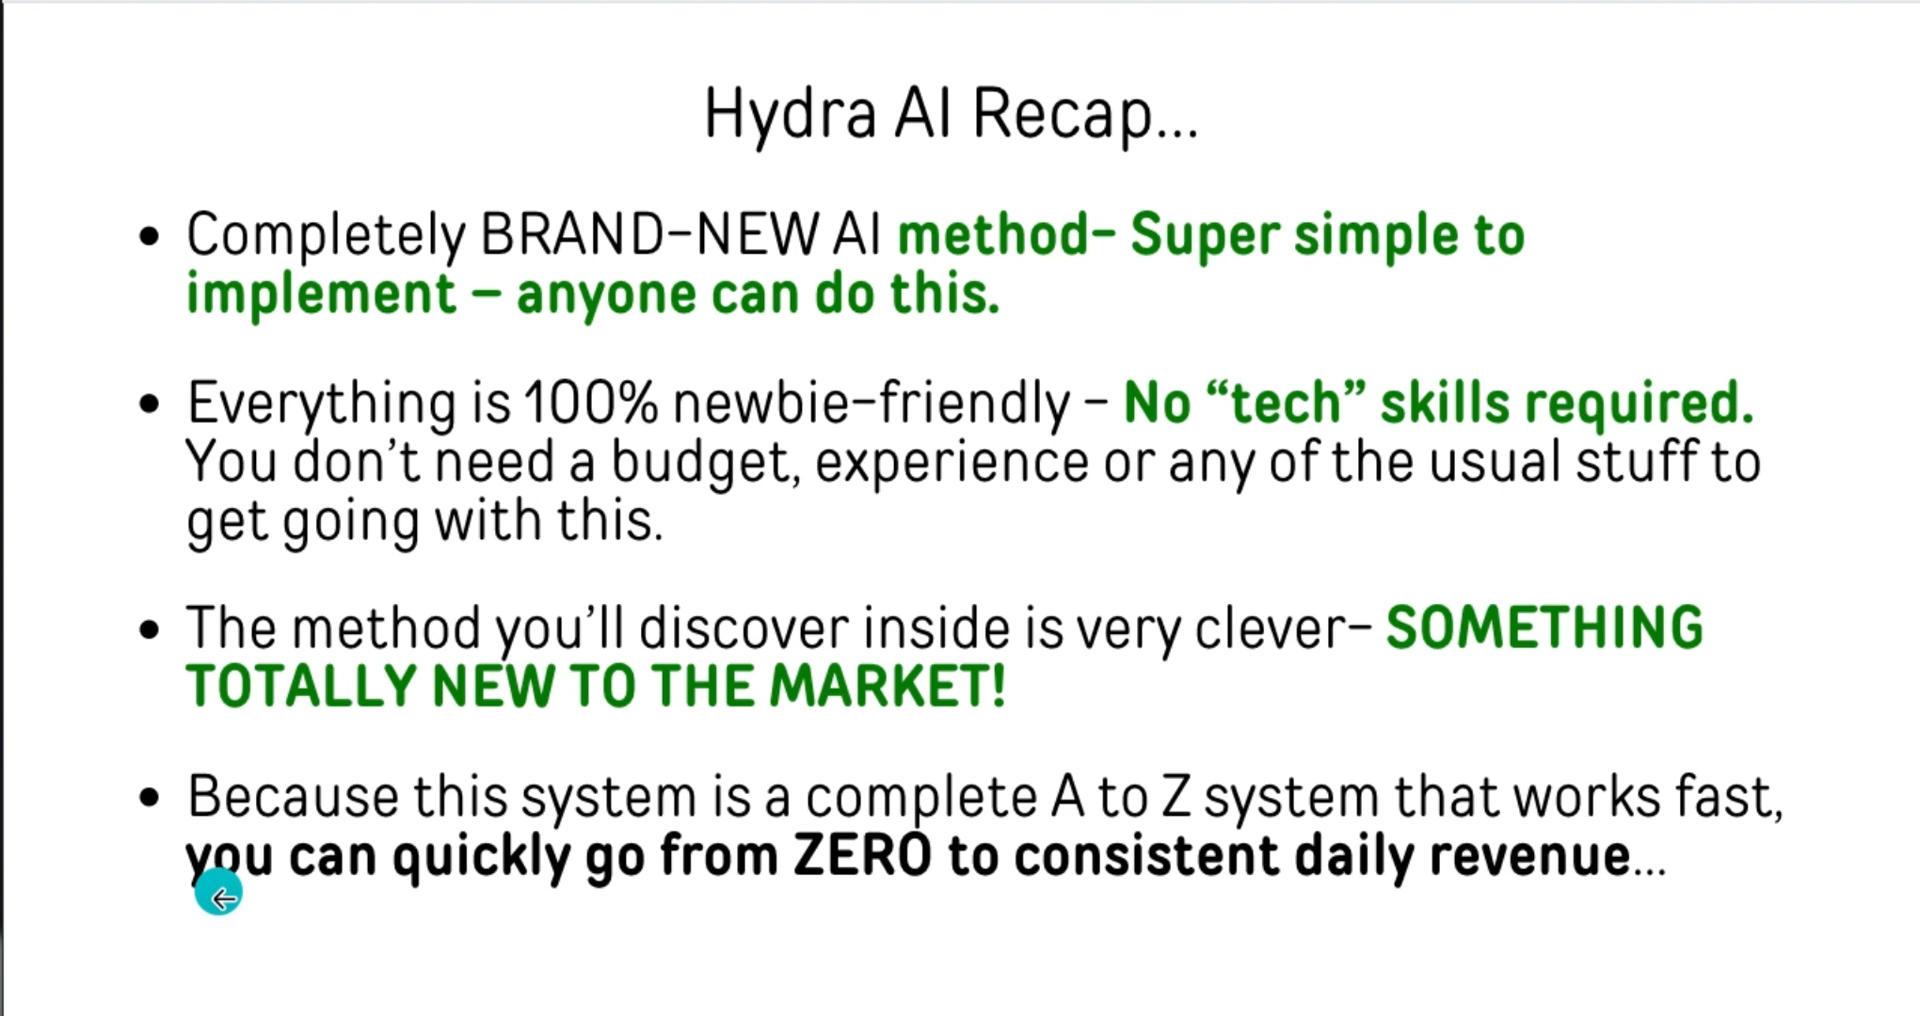 Hydra AI Recap...
• Completely BRAND-NEW AI method- Super simple to
implement – anyone can do this.
• Everything is 100% newbie-friendly - No “tech” skills required.
You don’t need a budget, experience or any of the usual stuff to
get going with this.
• The method you’ll discover inside is very clever- SOMETHING
TOTALLY NEW TO THE MARKET!
• Because this system is a complete A to Z system that works fast,
you can quickly go from ZERO to consistent daily revenue...